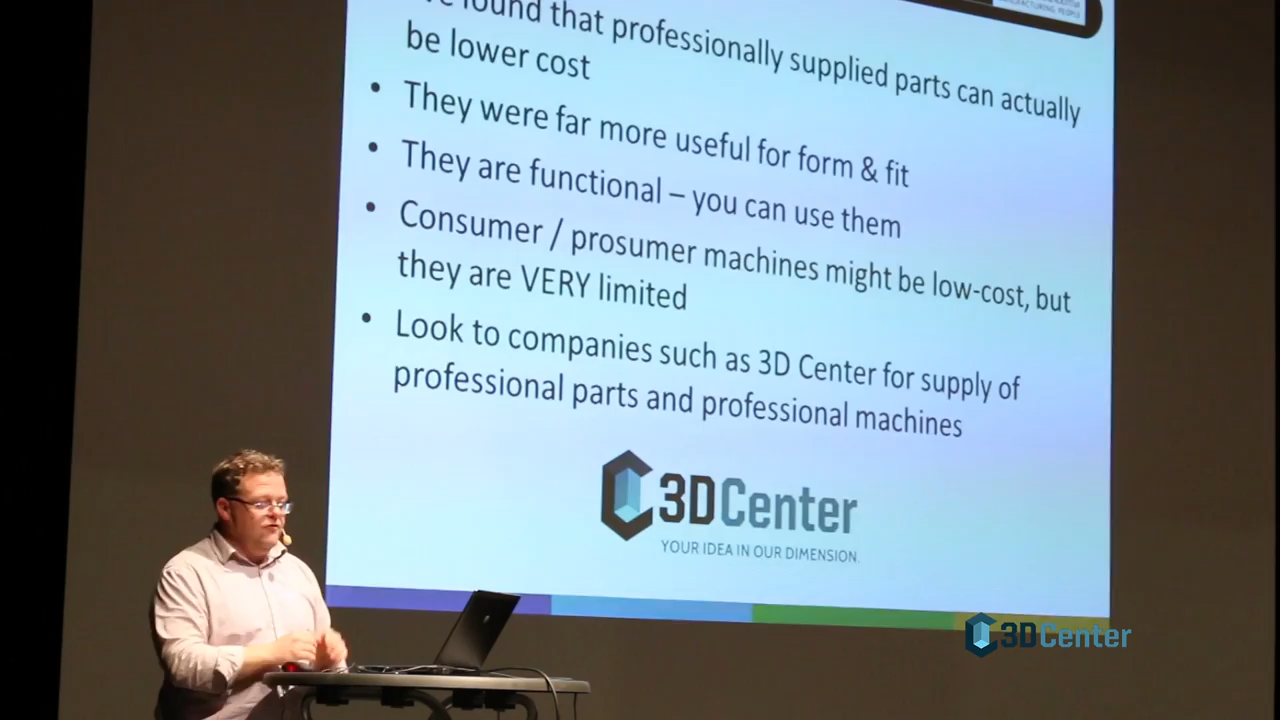 found that professionally supplied parts can actually
be lower cost
• They were far more useful for form & fit
• They are functional – you can use them
• Consumer / prosumer machines might be low-cost, but
they are VERY limited
• Look to companies such as 3D Center for supply of
professional parts and professional machines
3DCenter
YOUR IDEA IN OUR DIMENSION.
3DCenter